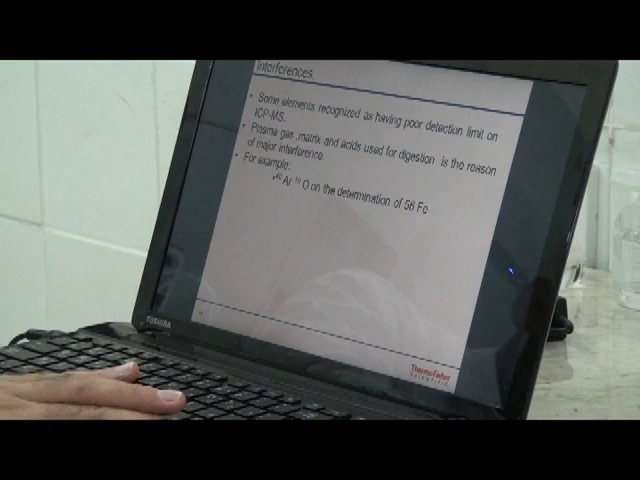 Interferences.
• Some elements recognized as having poor detection limit on
ICP-MS.
• Plasma gas ,matrix and acids used for digestion is the reason
of major interference.
• For example:
•40 Ar 16 O on the determination of 56 Fe
ThermoFisher
SCIENTIFIC
TOSHIBA